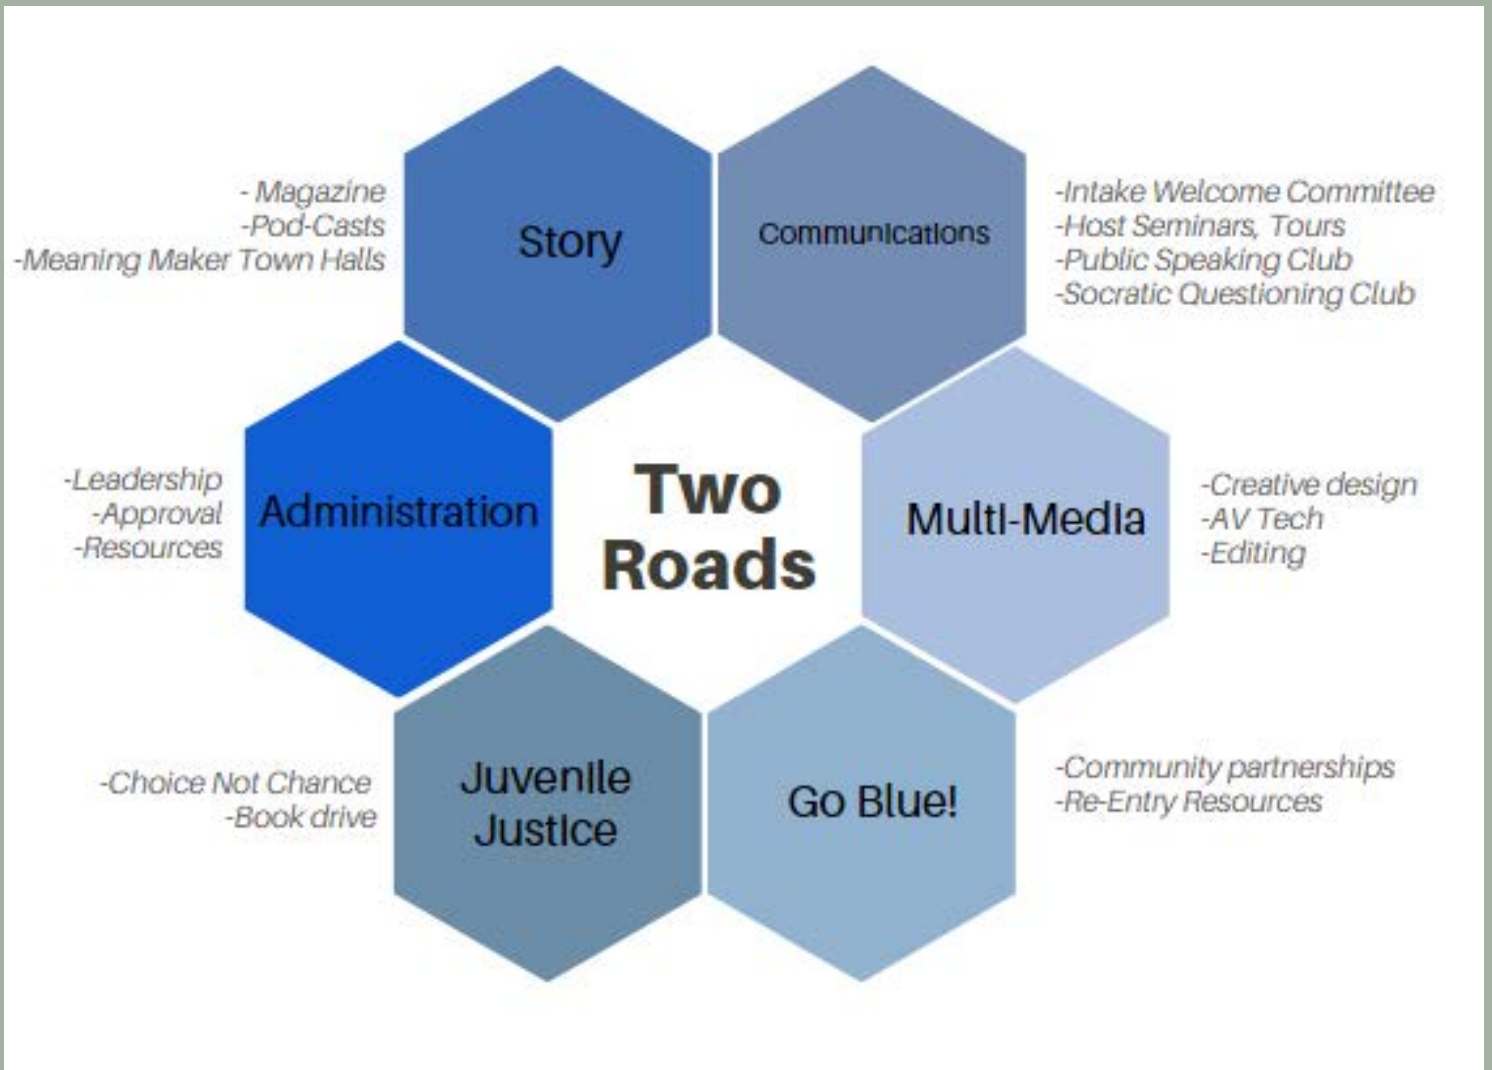 Story
- Magazine
-Pod-Casts
-Meaning Maker Town Halls
Communications
-Intake Welcome Committee
-Host Seminars, Tours
-Public Speaking Club
-Socratic Questioning Club
Administration
-Leadership
-Approval
-Resources
Two
Roads
Multi-Media
-Creative design
-AV Tech
-Editing
Juvenile
Justice
-Choice Not Chance
-Book drive
Go Blue!
-Community partnerships
-Re-Entry Resources